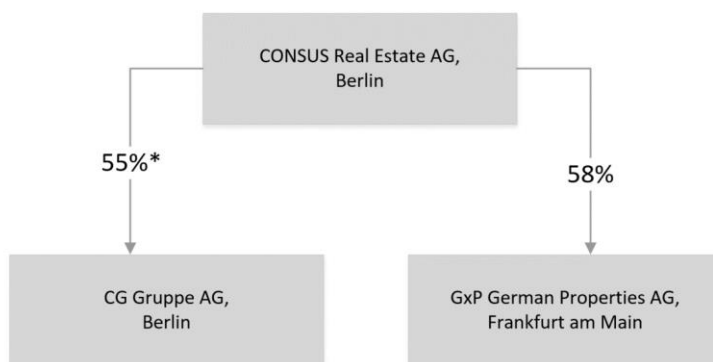 CONSUS Real Estate AG,
Berlin
55%*
58%
CG Gruppe AG,
Berlin
GxP German Properties AG,
Frankfurt am Main